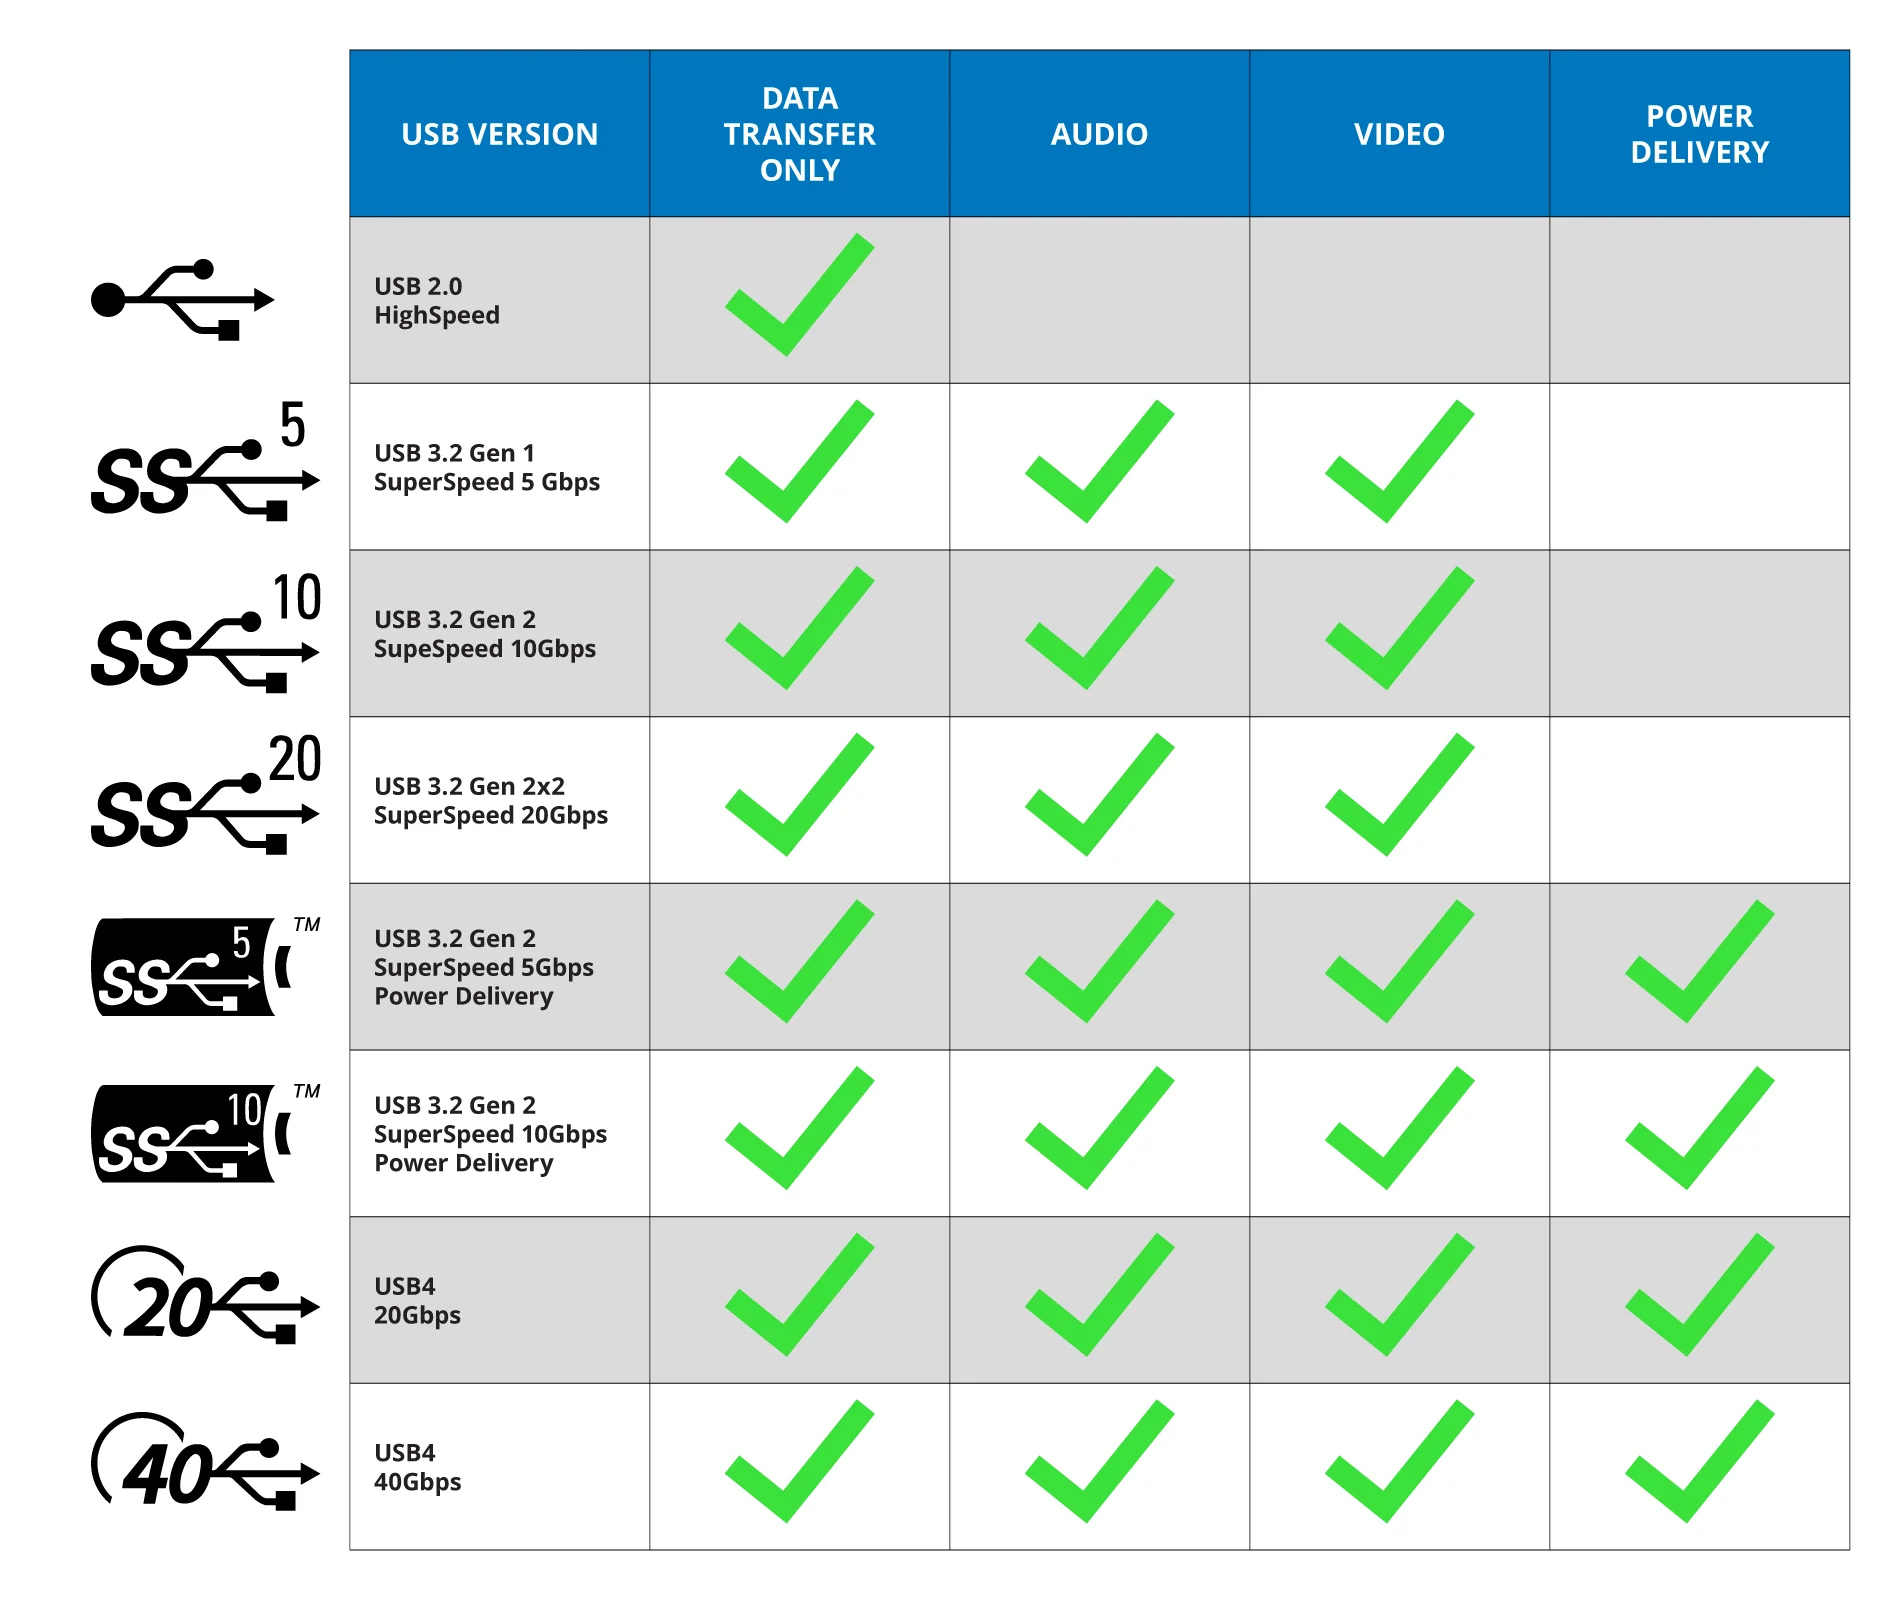 USB VERSION
DATA
TRANSFER
ONLY
AUDIO
VIDEO
POWER
DELIVERY
USB 2.0
HighSpeed
SS 5
USB 3.2 Gen 1
SuperSpeed 5 Gbps
SS 10
USB 3.2 Gen 2
SupeSpeed 10Gbps
SS 20
USB 3.2 Gen 2x2
SuperSpeed 20Gbps
SS 5 TM
USB 3.2 Gen 2
SuperSpeed 5Gbps
Power Delivery
SS 10 TM
USB 3.2 Gen 2
SuperSpeed 10Gbps
Power Delivery
20
USB4
20Gbps
40
USB4
40Gbps